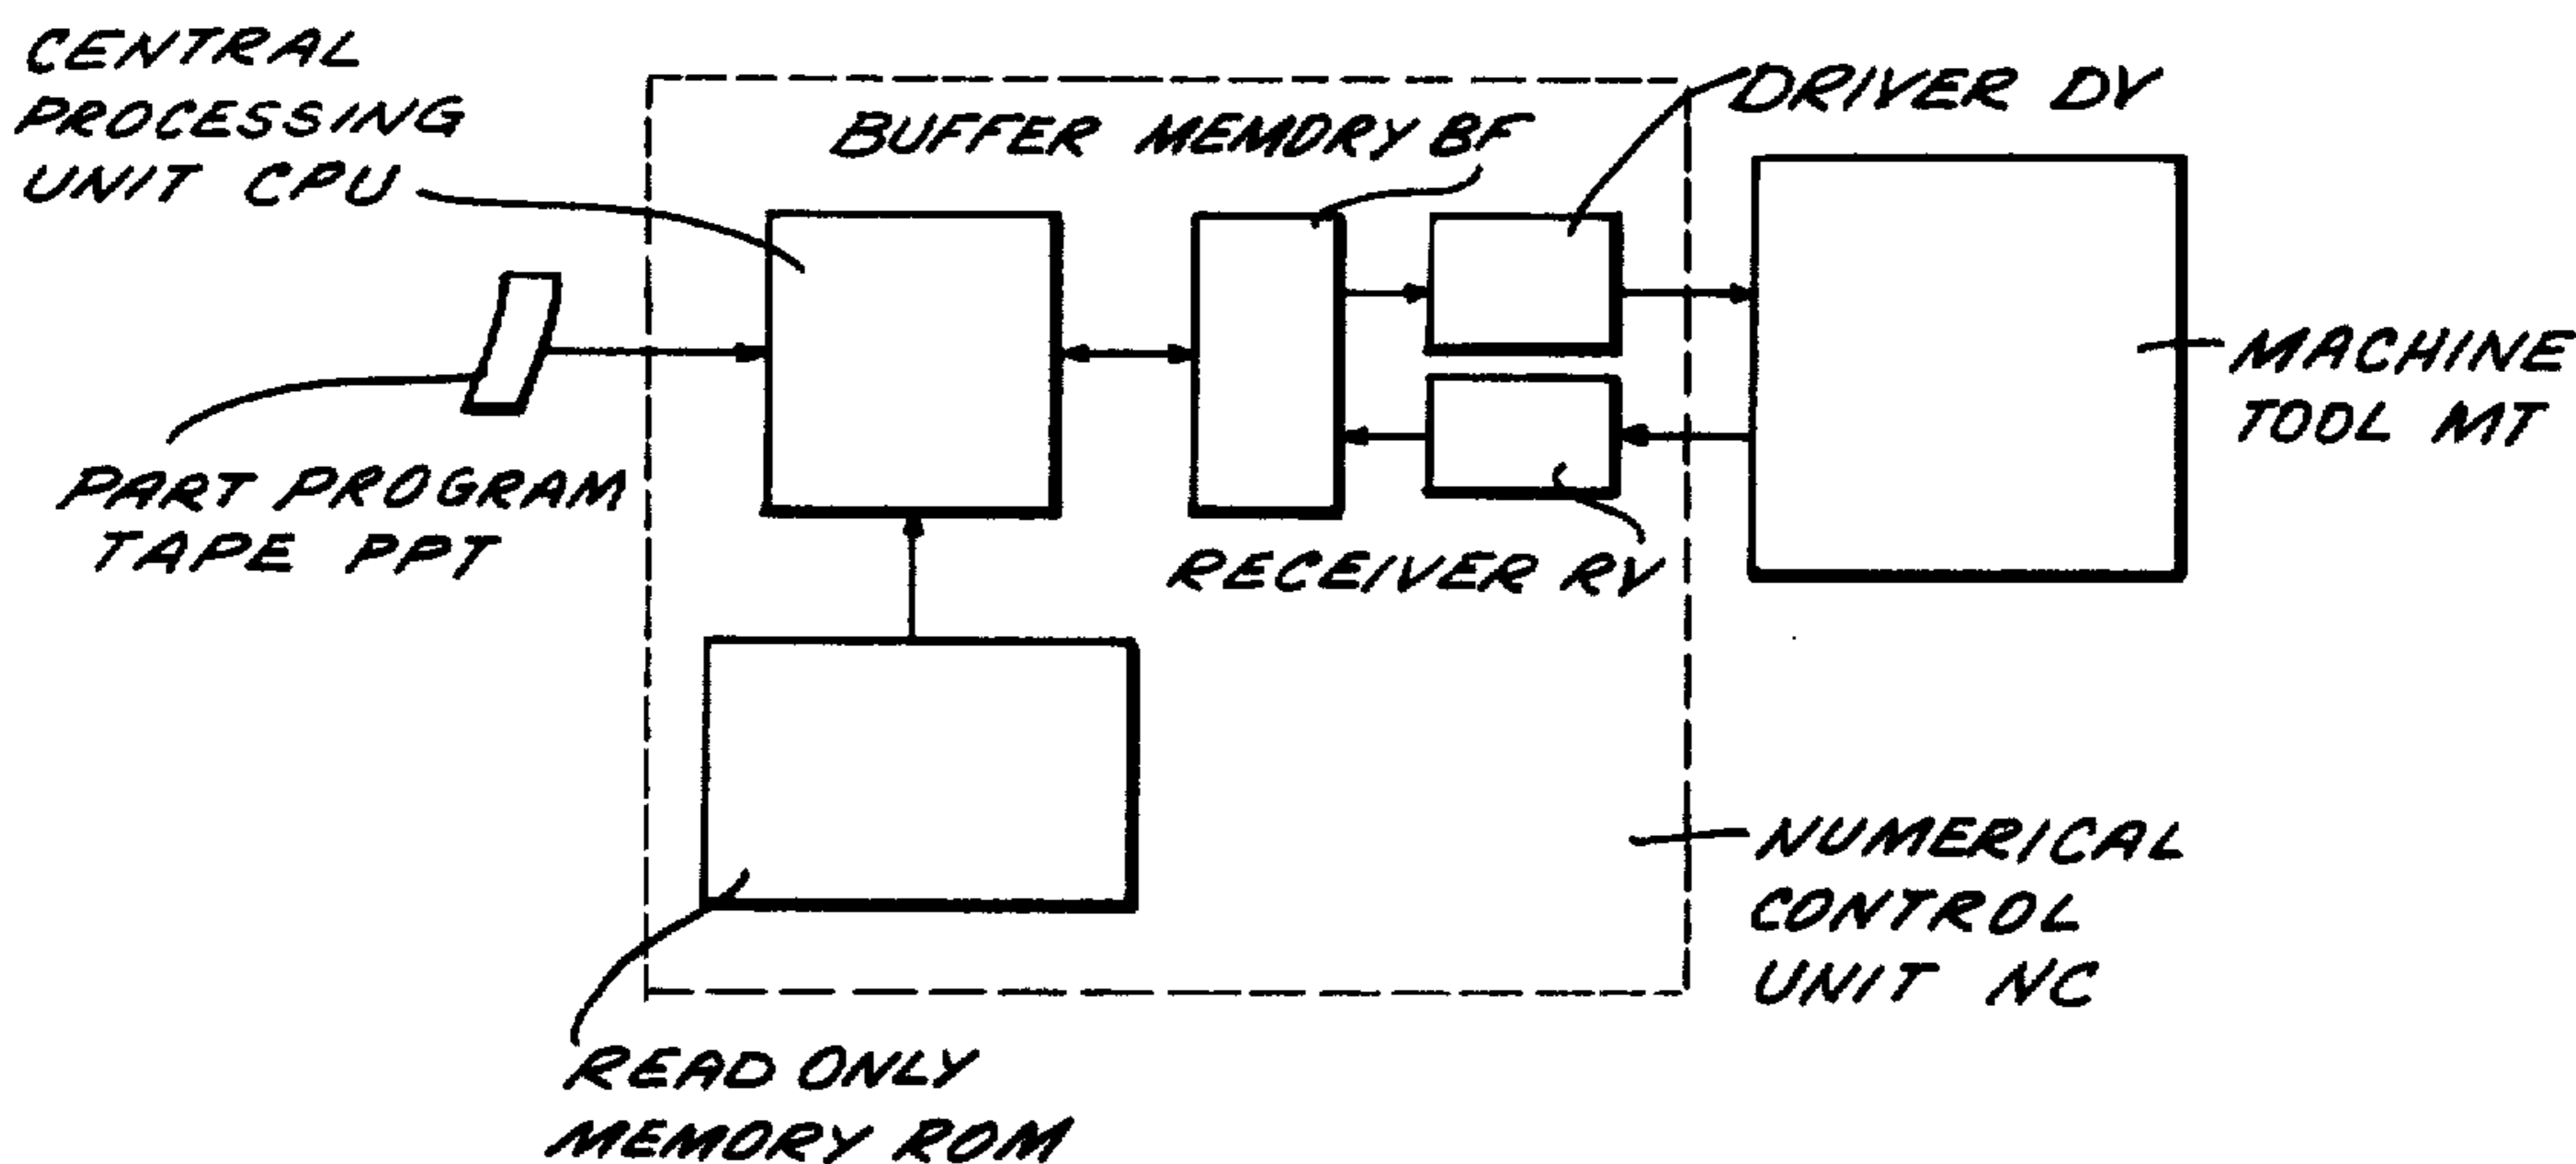 CENTRAL
PROCESSING
UNIT CPU
BUFFER MEMORY BF
DRIVER DV
MACHINE
TOOL MT
PART PROGRAM
TAPE PPT
RECEIVER RV
NUMERICAL
CONTROL
UNIT NC
READ ONLY
MEMORY ROM